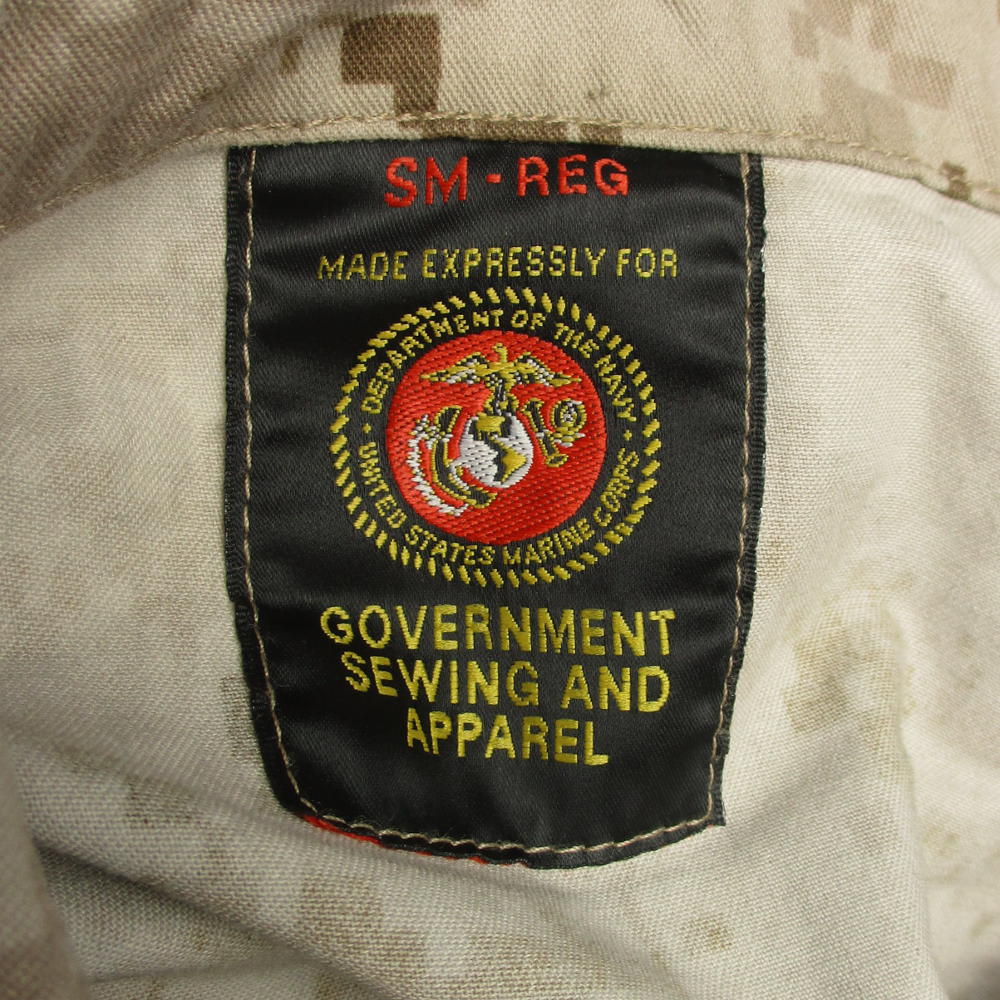 SM - REG
MADE EXPRESSLY FOR
DEPARTMENT OF THE NAVY
UNITED STATES MARINE CORPS
GOVERNMENT
SEWING AND
APPAREL